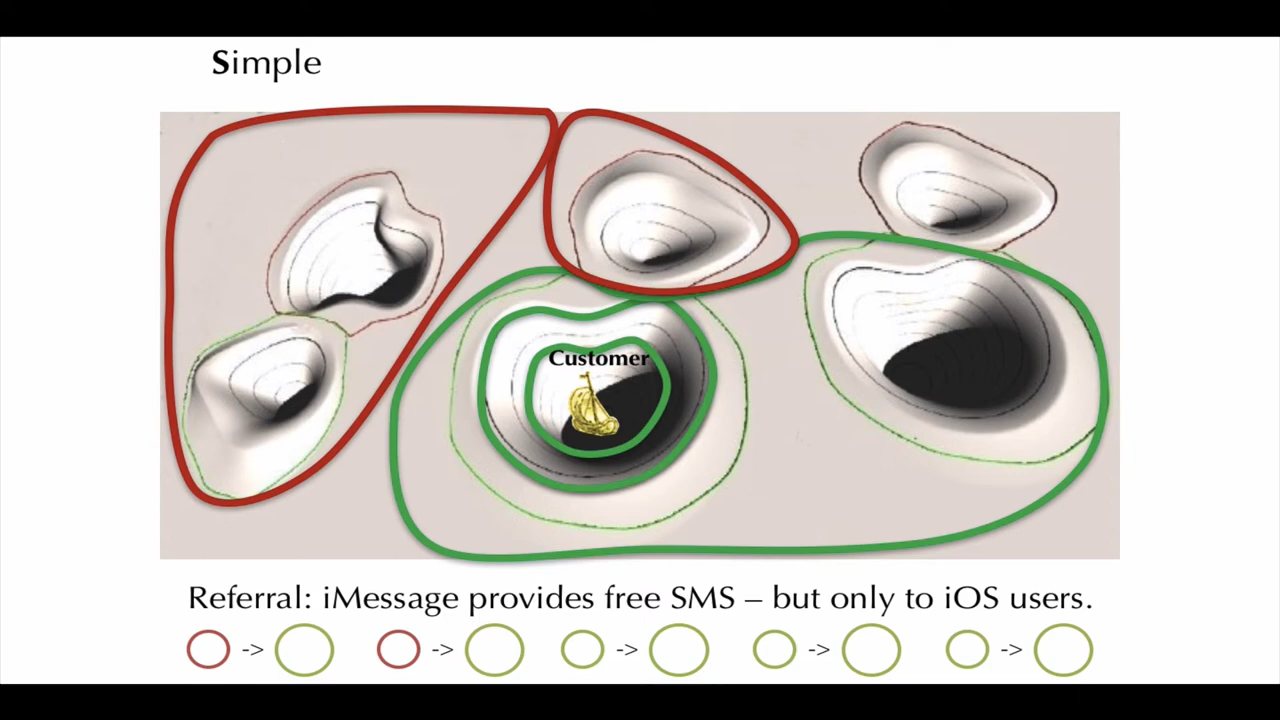 Simple
Customer
Referral: iMessage provides free SMS – but only to iOS users.
-> -> -> -> ->